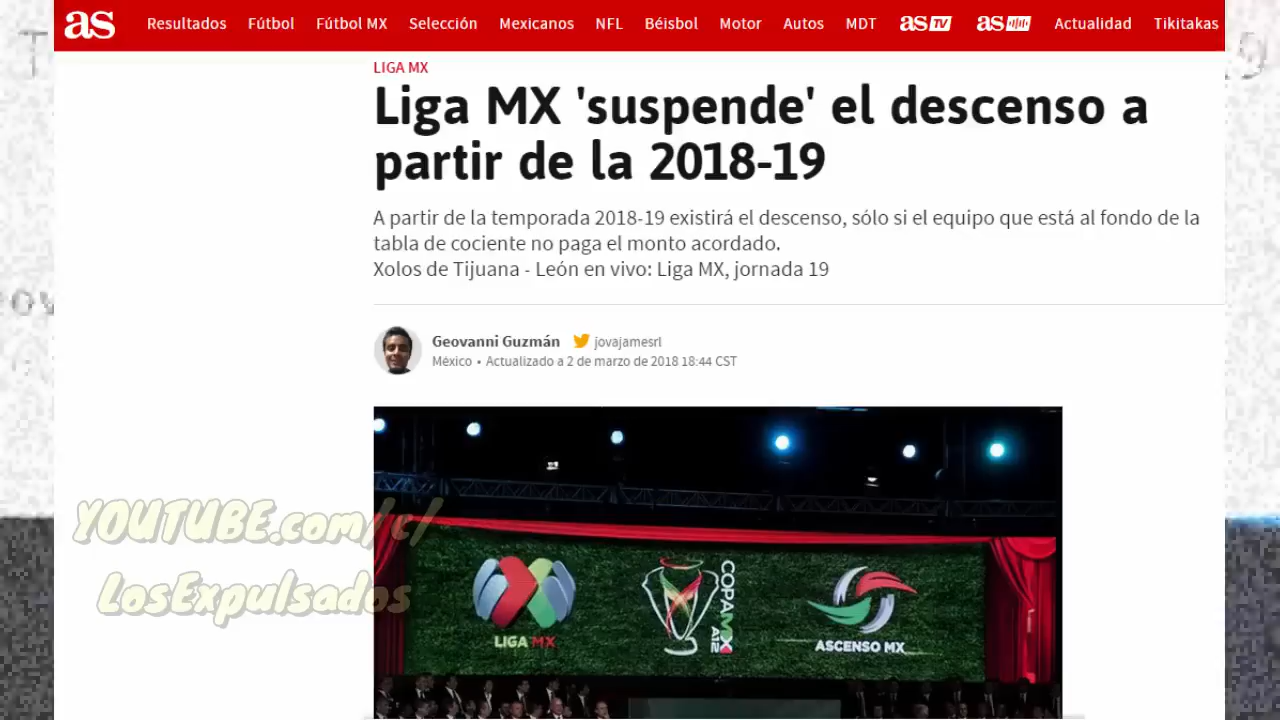 as Resultados Fútbol Fútbol MX Selección Mexicanos NFL Béisbol Motor Autos MDT as TV as Actualidad Tikitakas
LIGA MX
Liga MX 'suspende' el descenso a
partir de la 2018-19
A partir de la temporada 2018-19 existirá el descenso, sólo si el equipo que está al fondo de la
tabla de cociente no paga el monto acordado.
Xolos de Tijuana - León en vivo: Liga MX, jornada 19
Geovanni Guzmán jovajamesrl
México • Actualizado a 2 de marzo de 2018 18:44 CST
YOUTUBE.com/c/
LosExpulsados
LIGA MX
COPA MX
A12
ASCENSO MX